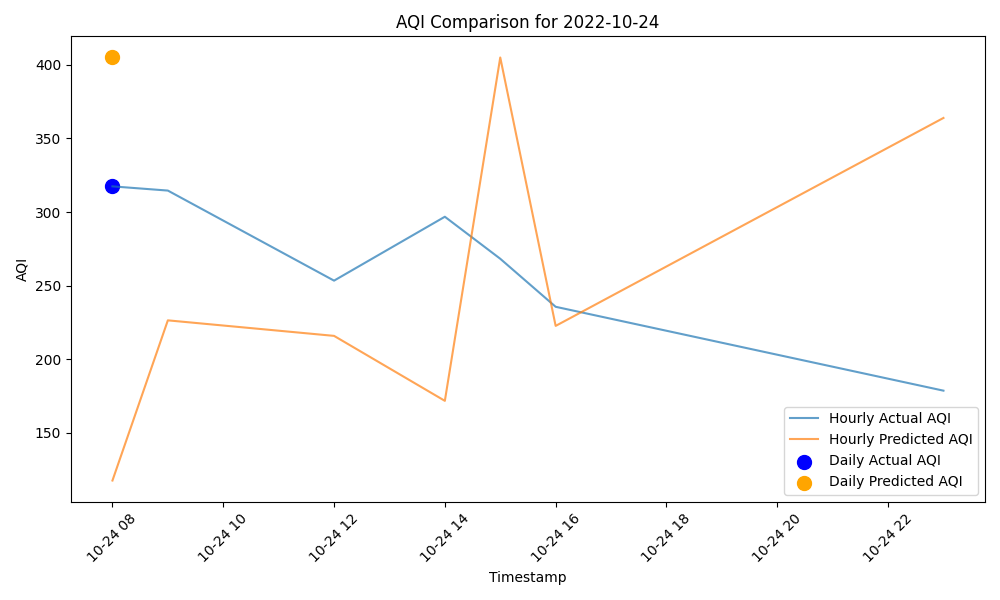 AQI Comparison for 2022-10-24
AQI
400
350
300
250
200
150
10-24 08
10-24 10
10-24 12
10-24 14
10-24 16
10-24 18
10-24 20
10-24 22
Timestamp
Hourly Actual AQI
Hourly Predicted AQI
Daily Actual AQI
Daily Predicted AQI